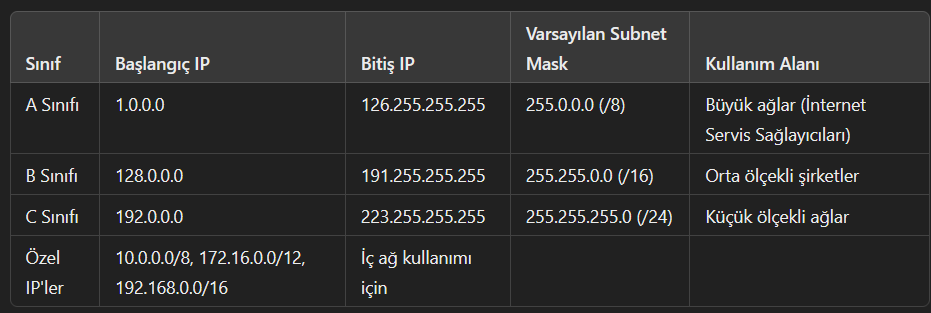 Sınıf Başlangıç IP Bitiş IP Varsayılan Subnet Mask Kullanım Alanı
A Sınıfı 1.0.0.0 126.255.255.255 255.0.0.0 (/8) Büyük ağlar (İnternet Servis Sağlayıcıları)
B Sınıfı 128.0.0.0 191.255.255.255 255.255.0.0 (/16) Orta ölçekli şirketler
C Sınıfı 192.0.0.0 223.255.255.255 255.255.255.0 (/24) Küçük ölçekli ağlar
Özel IP'ler 10.0.0.0/8, 172.16.0.0/12, 192.168.0.0/16 İç ağ kullanımı için